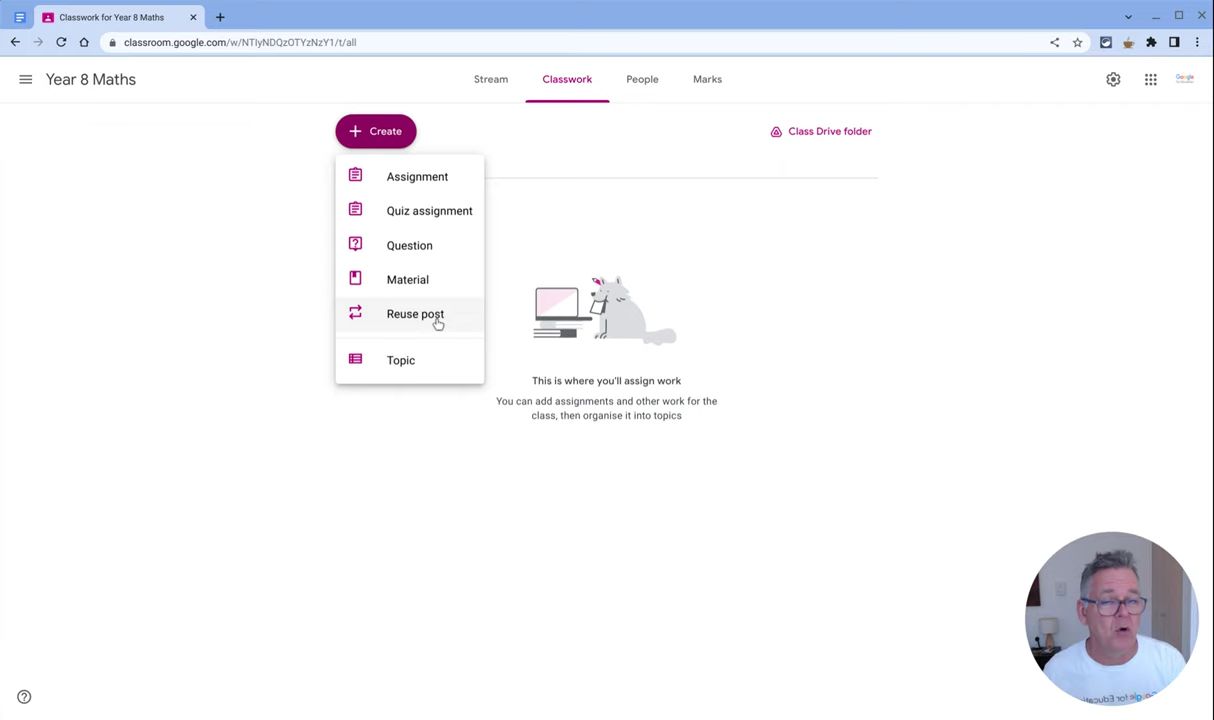 Classwork for Year 8 Maths
classroom.google.com/w/NTIyNDQzOTYzNzY1/t/all
Year 8 Maths
Stream
Classwork
People
Marks
Google
Create
Class Drive folder
Assignment
Quiz assignment
Question
Material
Reuse post
Topic
This is where you'll assign work
You can add assignments and other work for the
class, then organise it into topics